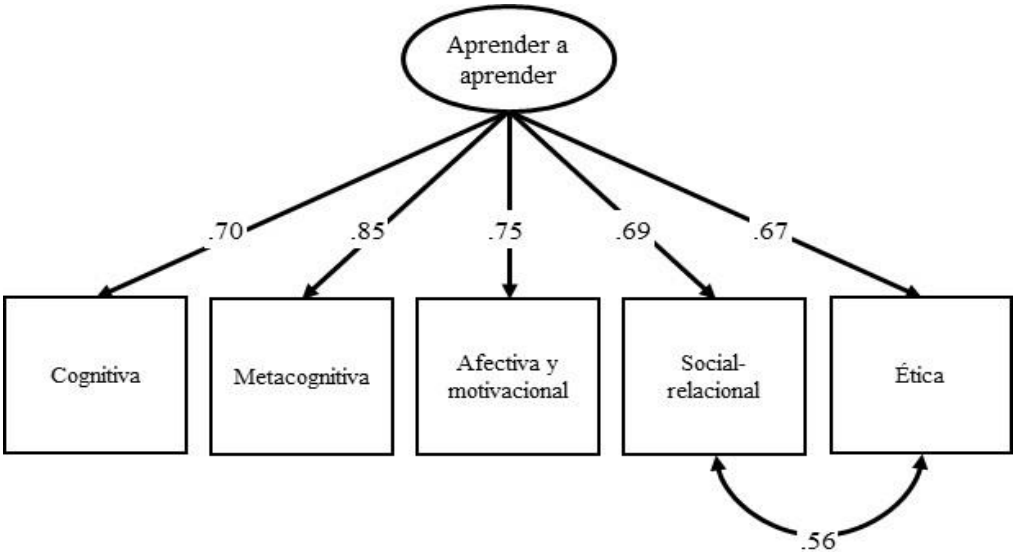 Aprender a
aprender
.70
.85
.75
.69
.67
Cognitiva
Metacognitiva
Afectiva y
motivacional
Social-
relacional
Ética
.56